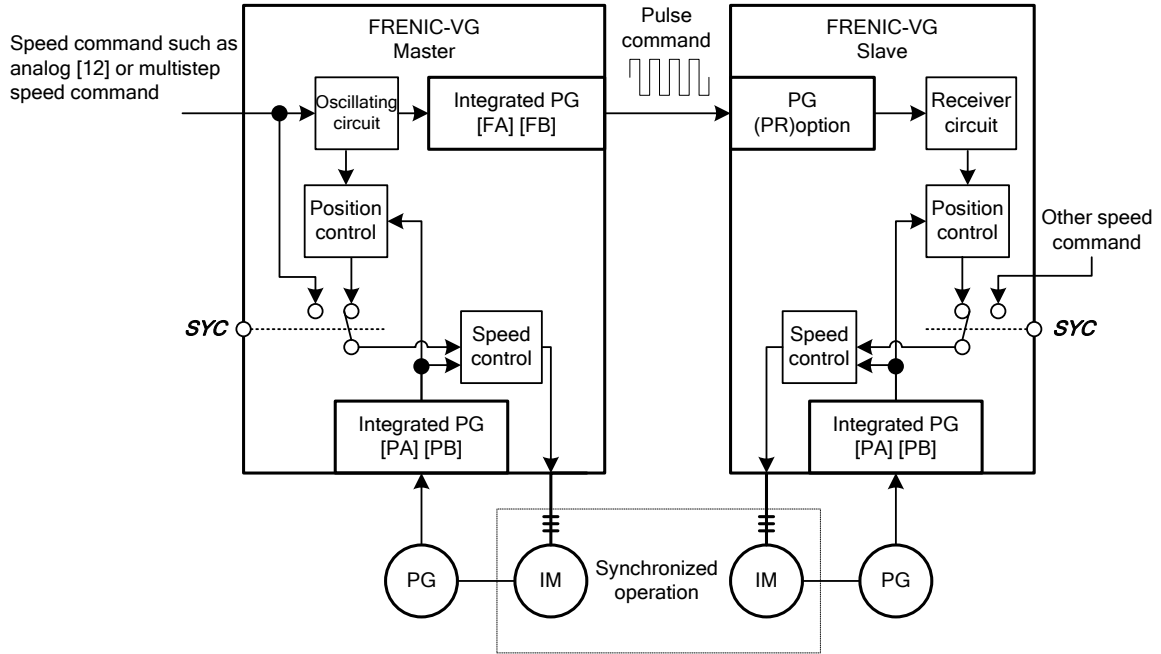 FRENIC-VG
Master
Pulse
command
FRENIC-VG
Slave
Speed command such as
analog [12] or multistep
speed command
Oscillating
circuit
Integrated PG
[FA] [FB]
PG
(PR)option
Receiver
circuit
Position
control
Position
control
Other speed
command
SYC
SYC
Speed
control
Speed
control
Integrated PG
[PA] [PB]
Integrated PG
[PA] [PB]
PG
IM
Synchronized
operation
IM
PG